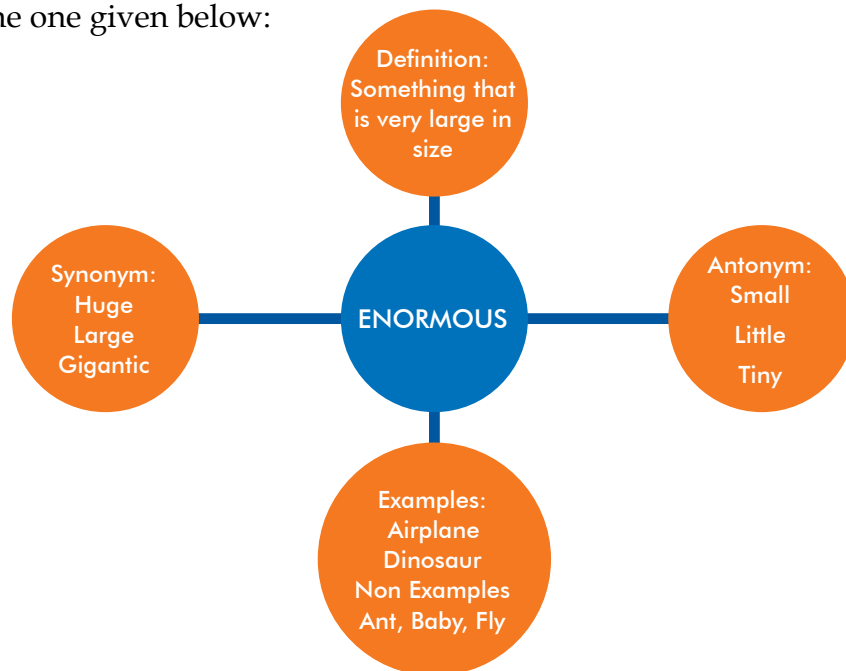 ne one given below:
Definition:
Something that
is very large in
size
Synonym:
Huge
Large
Gigantic
ENORMOUS
Antonym:
Small
Little
Tiny
Examples:
Airplane
Dinosaur
Non Examples
Ant, Baby, Fly